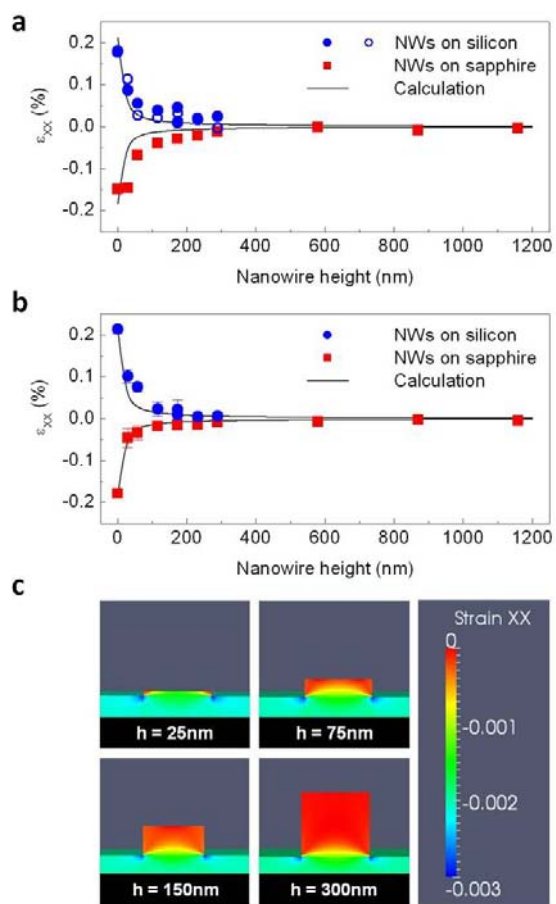 a
0.2
0.1
0.0
-0.1
-0.2
εXX (%)
NWs on silicon
NWs on sapphire
Calculation
0 200 400 600 800 1000 1200
Nanowire height (nm)
b
0.2
0.1
0.0
-0.1
-0.2
εXX (%)
NWs on silicon
NWs on sapphire
Calculation
0 200 400 600 800 1000 1200
Nanowire height (nm)
c
h = 25nm
h = 75nm
h = 150nm
h = 300nm
Strain XX
0
-0.001
-0.002
-0.003